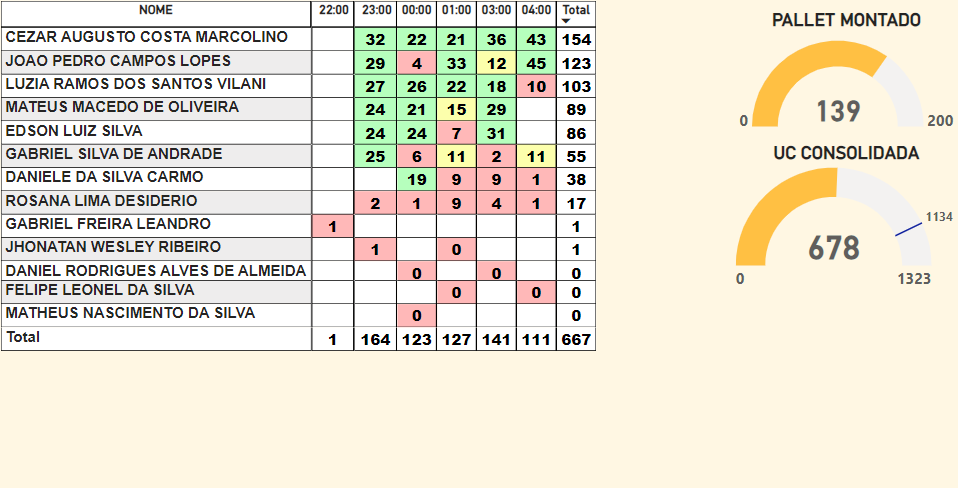 NOME 22:00 23:00 00:00 01:00 03:00 04:00 Total
CEZAR AUGUSTO COSTA MARCOLINO 32 22 21 36 43 154
JOAO PEDRO CAMPOS LOPES 29 4 33 12 45 123
LUZIA RAMOS DOS SANTOS VILANI 27 26 22 18 10 103
MATEUS MACEDO DE OLIVEIRA 24 21 15 29 89
EDSON LUIZ SILVA 24 24 7 31 86
GABRIEL SILVA DE ANDRADE 25 6 11 2 11 55
DANIELE DA SILVA CARMO 19 9 9 1 38
ROSANA LIMA DESIDERIO 2 1 9 4 1 17
GABRIEL FREIRA LEANDRO 1 1
JHONATAN WESLEY RIBEIRO 1 0 1
DANIEL RODRIGUES ALVES DE ALMEIDA 0 0 0
FELIPE LEONEL DA SILVA 0 0 0
MATHEUS NASCIMENTO DA SILVA 0 0
Total 1 164 123 127 141 111 667
PALLET MONTADO
139
0 200
UC CONSOLIDADA
1134
678
0 1323